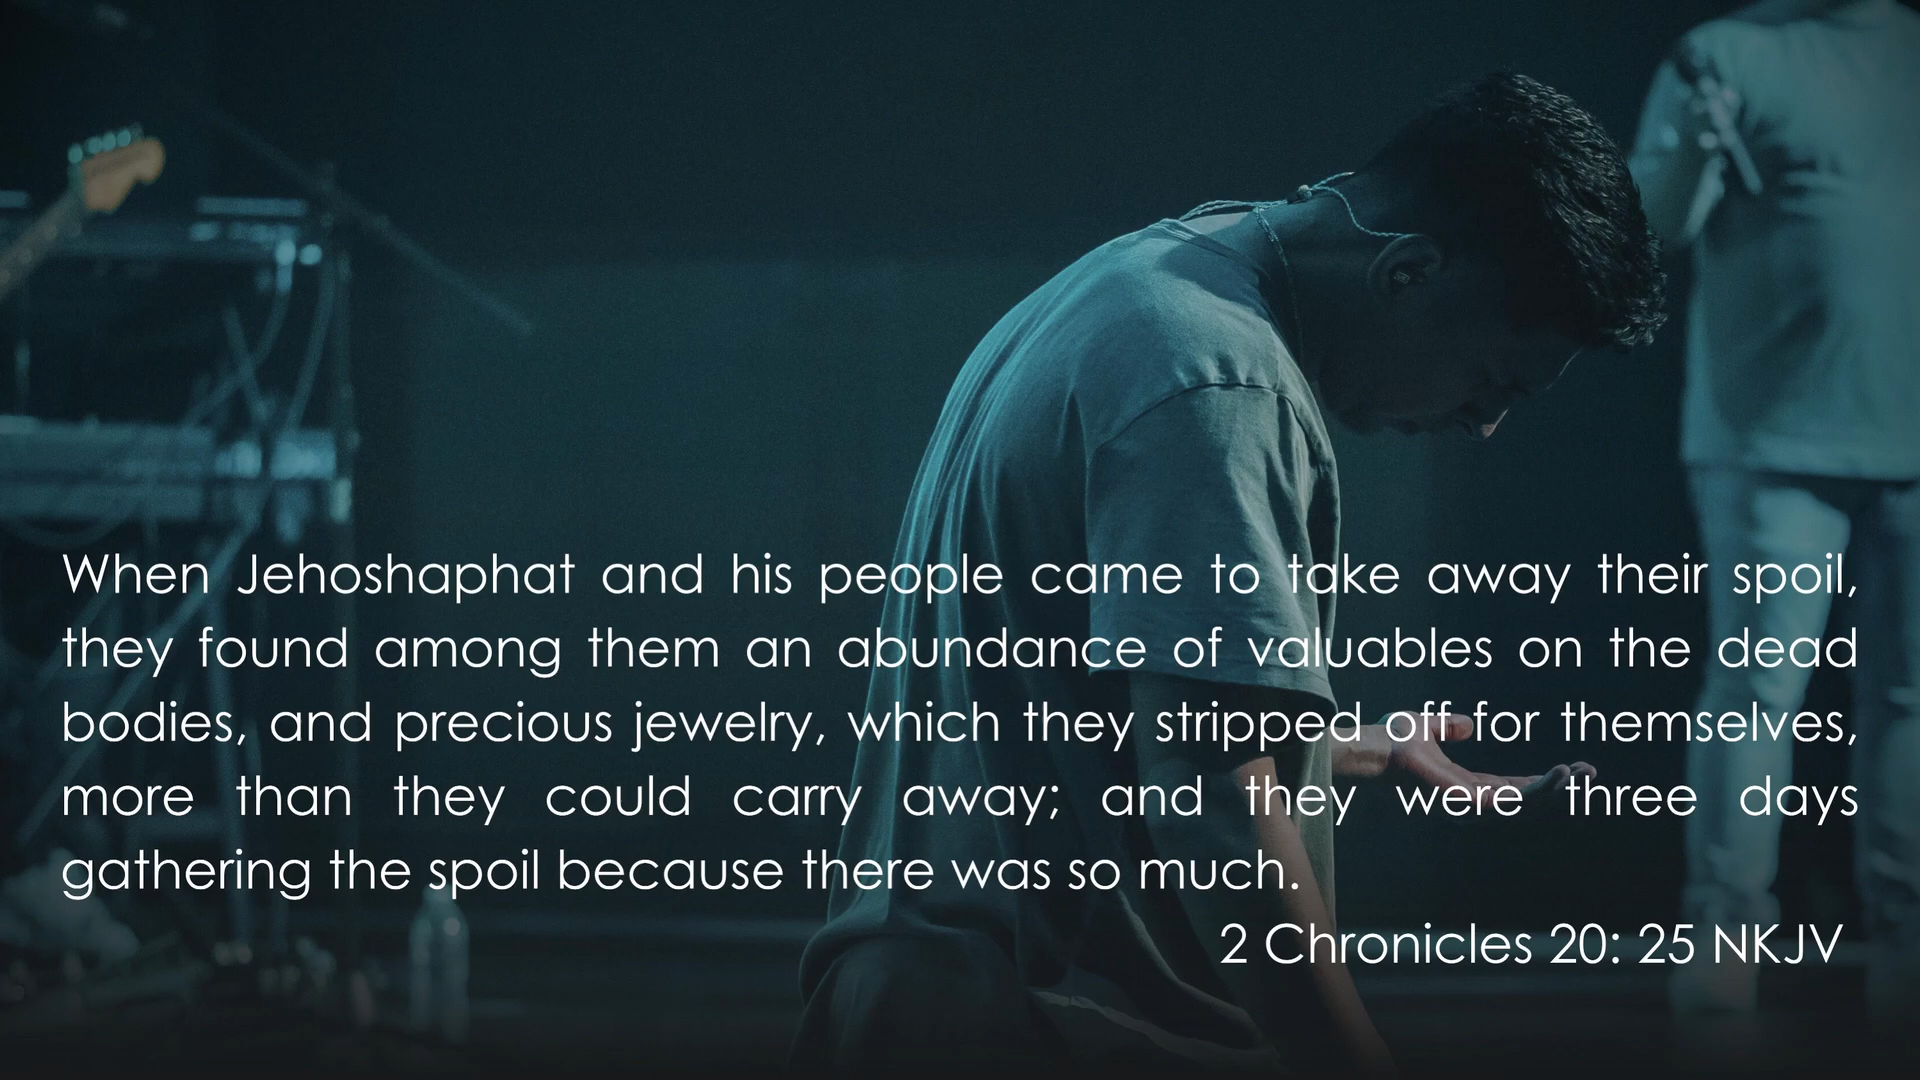 When Jehoshaphat and his people came to take away their spoil,
they found among them an abundance of valuables on the dead
bodies, and precious jewelry, which they stripped off for themselves,
more than they could carry away; and they were three days
gathering the spoil because there was so much.
2 Chronicles 20: 25 NKJV